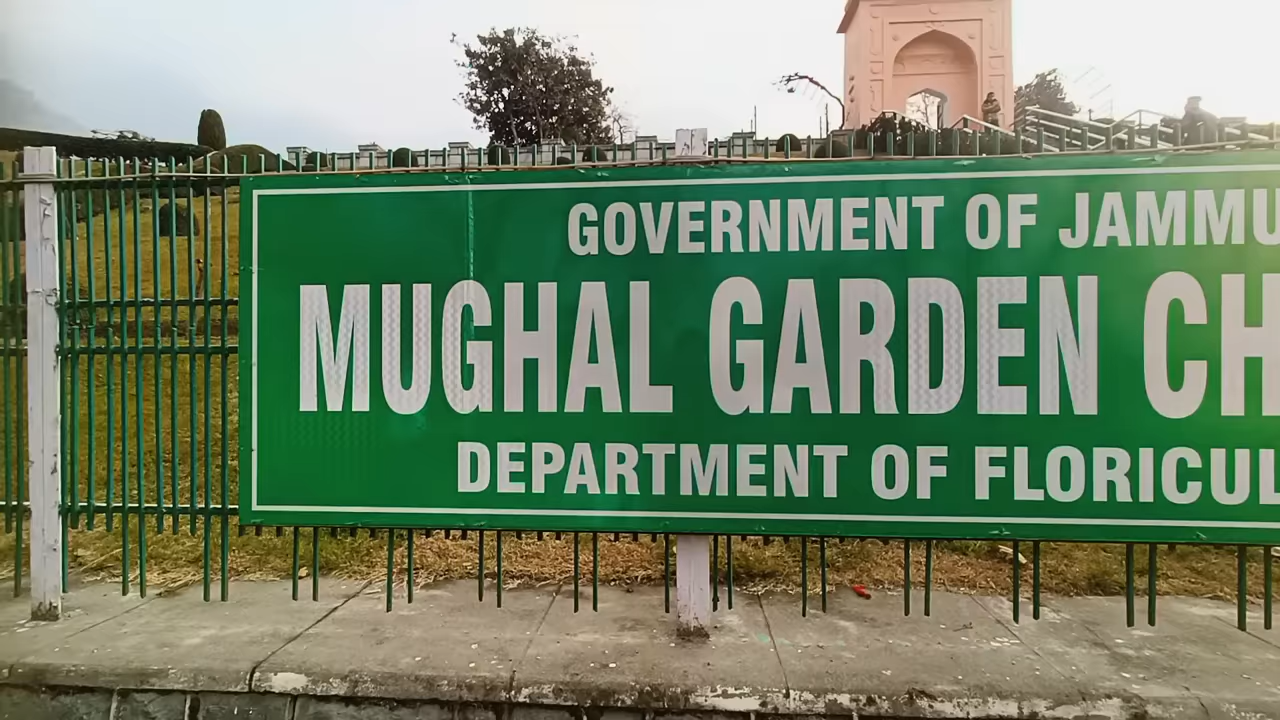 GOVERNMENT OF JAMMU
MUGHAL GARDEN CH
DEPARTMENT OF FLORICUL